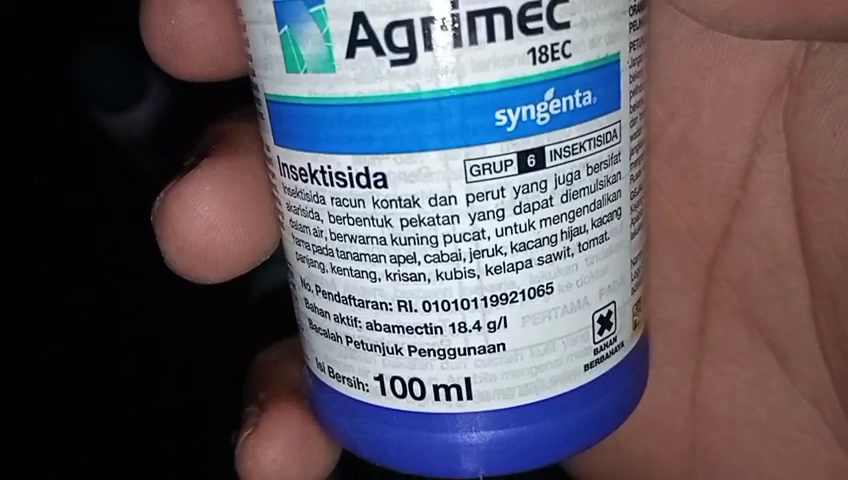 Agrimec
18EC
syngenta
GRUP 6 INSEKTISIDA
Insektisida
Insektisida racun kontak dan perut yang juga bersifat
akarisida, berbentuk pekatan yang dapat diemulsikan
dalam air, berwarna kuning pucat, untuk mengendalikan
hama pada tanaman apel, cabai, jeruk, kacang hijau, kacang
panjang, kentang, krisan, kubis, kelapa sawit, tomat.
No. Pendaftaran: RI. 01010119921065
Bahan aktif: abamectin 18.4 g/l
Bacalah Petunjuk Penggunaan
Isi Bersih: 100 ml
BAHAN
BERBAHAYA